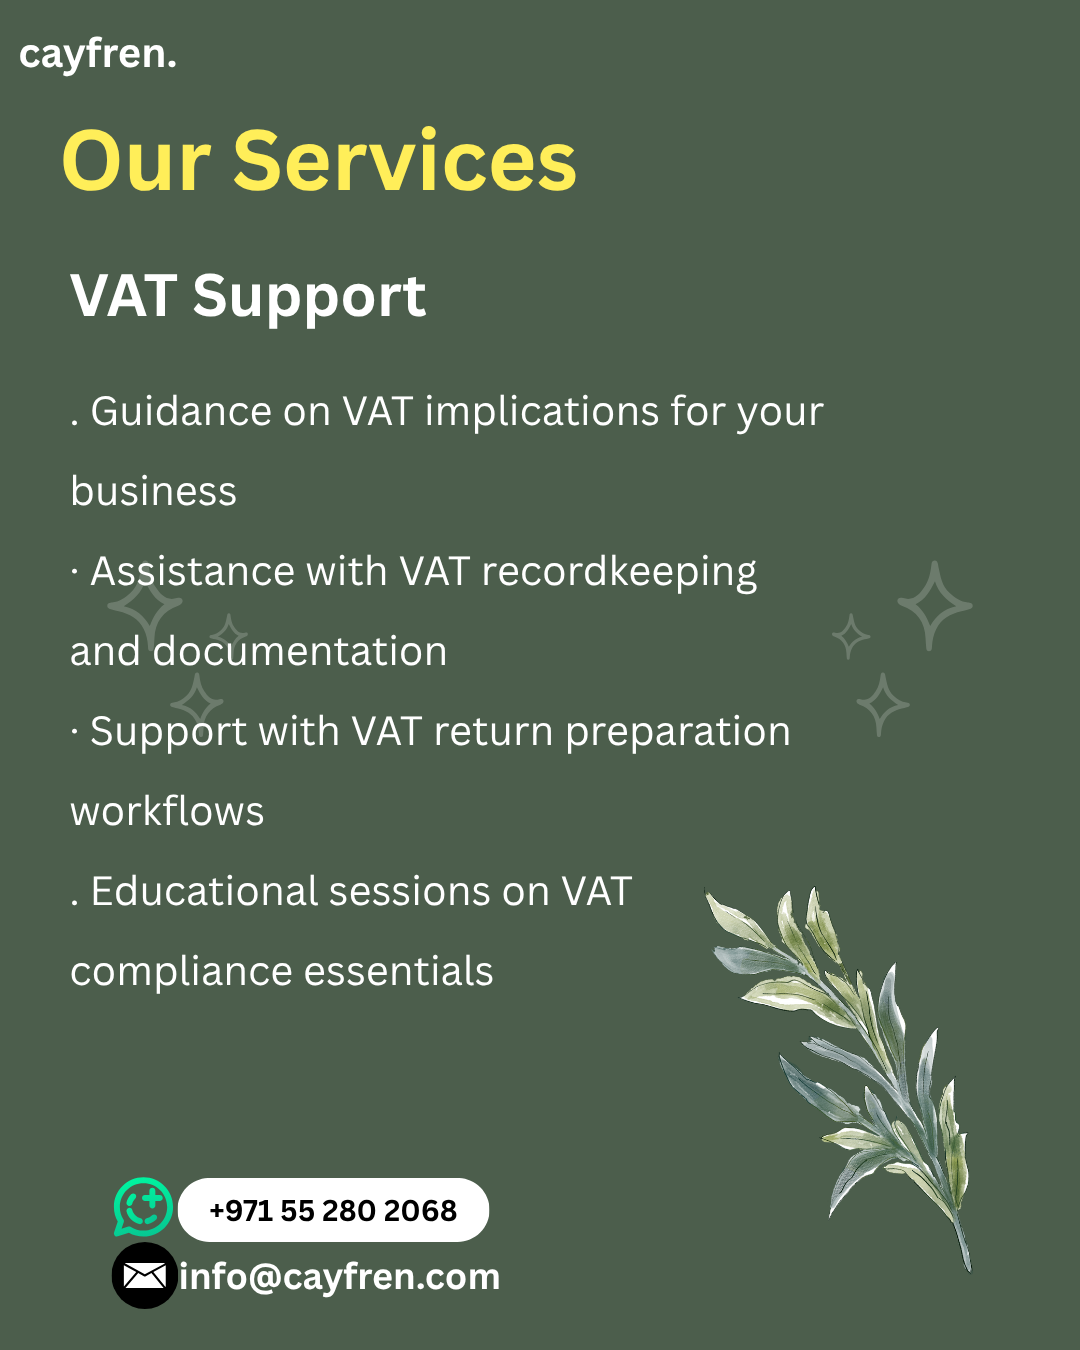 cayfren.
Our Services
VAT Support
. Guidance on VAT implications for your
business
· Assistance with VAT recordkeeping
and documentation
· Support with VAT return preparation
workflows
. Educational sessions on VAT
compliance essentials
+971 55 280 2068
info@cayfren.com